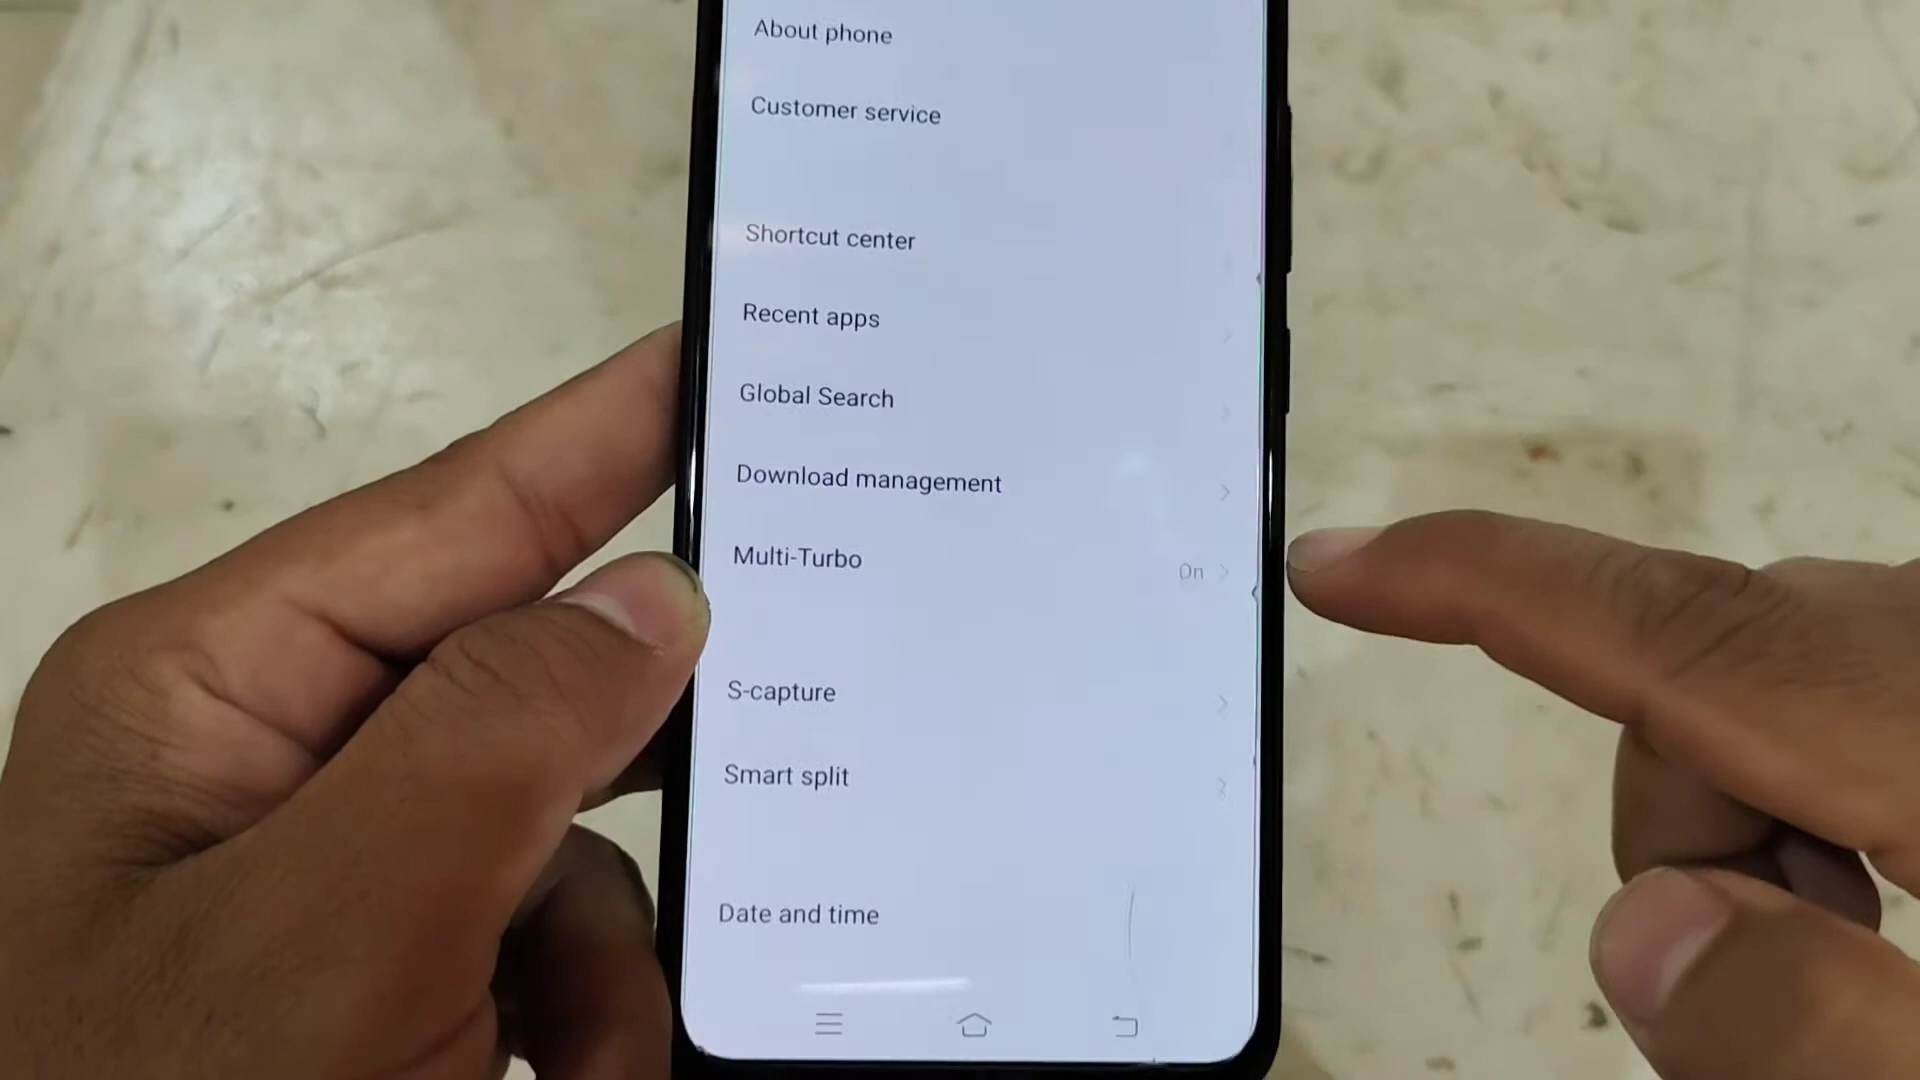 About phone
Customer service
Shortcut center
Recent apps
Global Search
Download management
Multi-Turbo On
S-capture
Smart split
Date and time